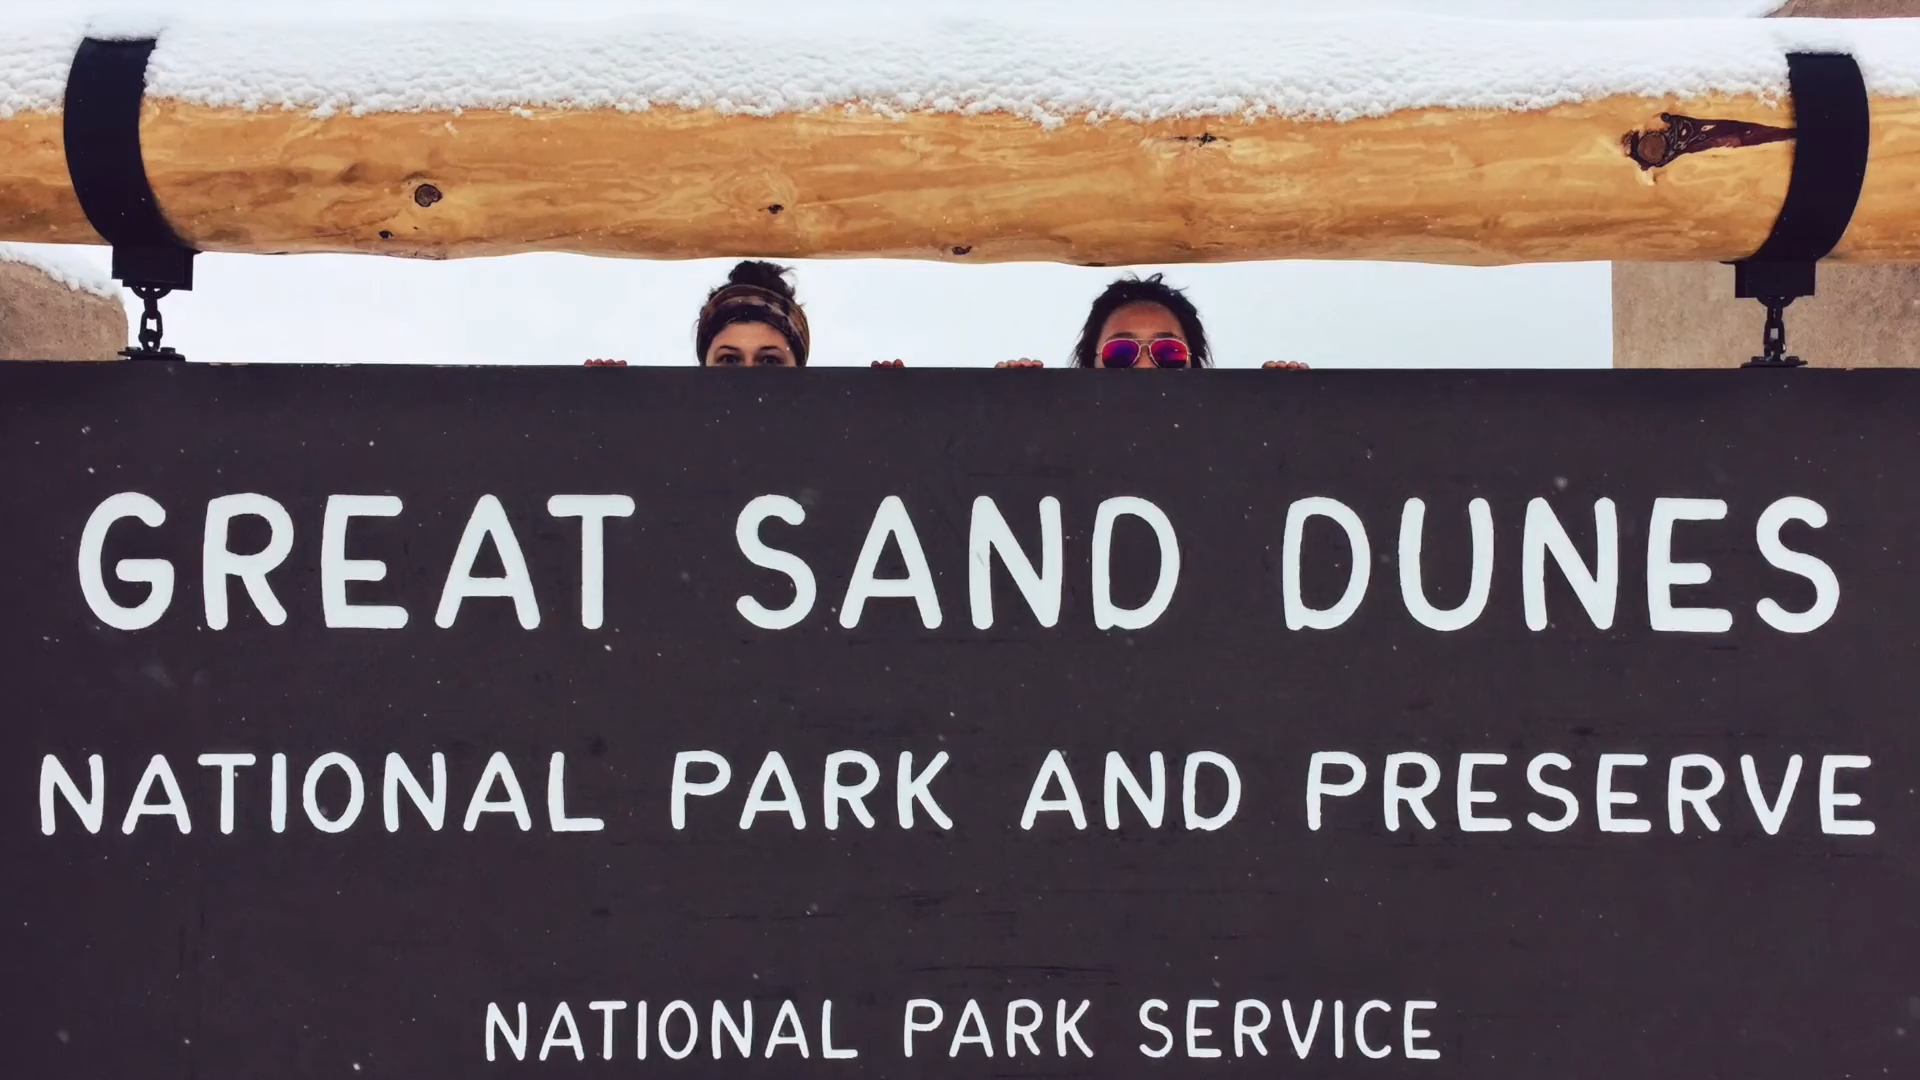 GREAT SAND DUNES
NATIONAL PARK AND PRESERVE
NATIONAL PARK SERVICE